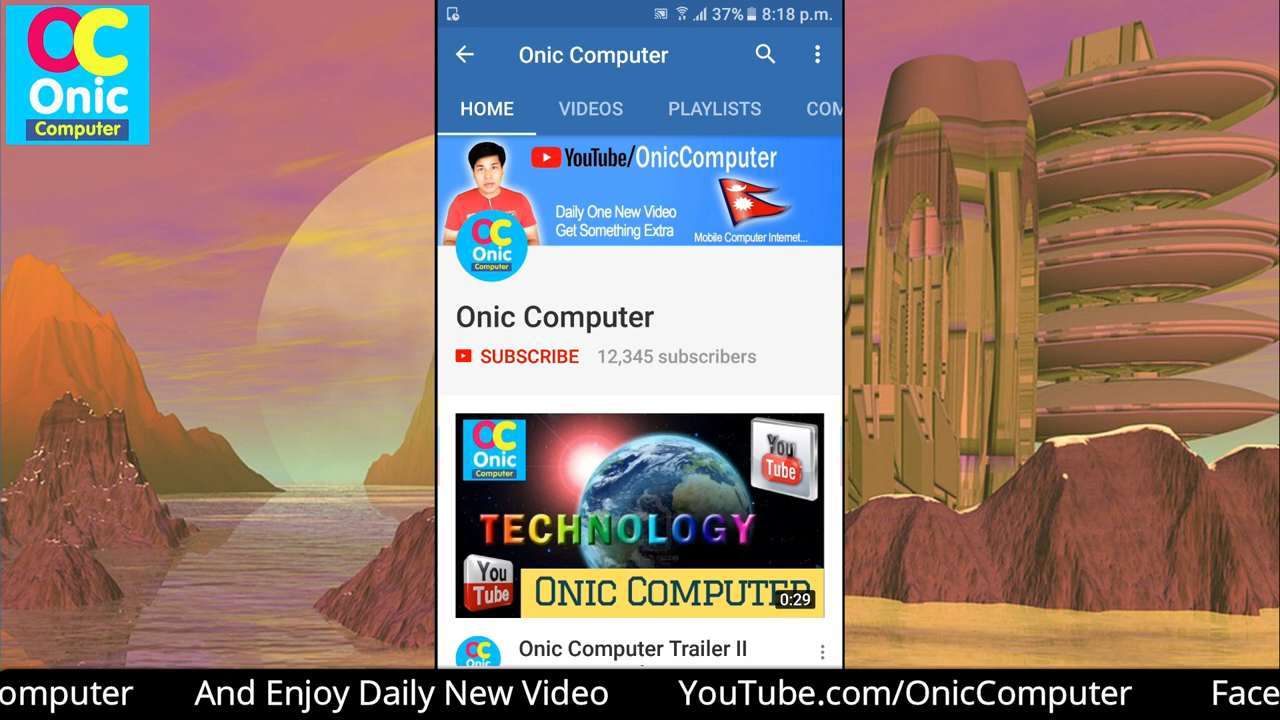 OC
Onic
Computer
37% 8:18 p.m.
Onic Computer
HOME VIDEOS PLAYLISTS COM
YouTube/OnicComputer
Daily One New Video
Get Something Extra
Mobile Computer Internet...
OC
Onic
Computer
Onic Computer
SUBSCRIBE 12,345 subscribers
OC
Onic
Computer
You
Tube
TECHNOLOGY
You
Tube
ONIC COMPUTER
0:29
OC
Onic
Onic Computer Trailer II
omputer And Enjoy Daily New Video YouTube.com/OnicComputer Face